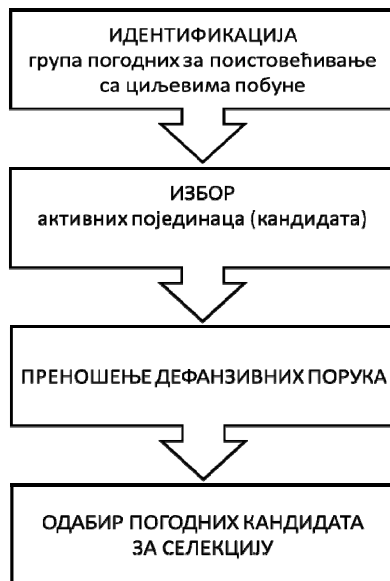 ИДЕНТИФИКАЦИЈА
група погодних за поистовећивање
са циљевима побуне
ИЗБОР
активних појединаца (кандидата)
ПРЕНОШЕЊЕ ДЕФАНЗИВНИХ ПОРУКА
ОДАБИР ПОГОДНИХ КАНДИДАТА
ЗА СЕЛЕКЦИЈУ